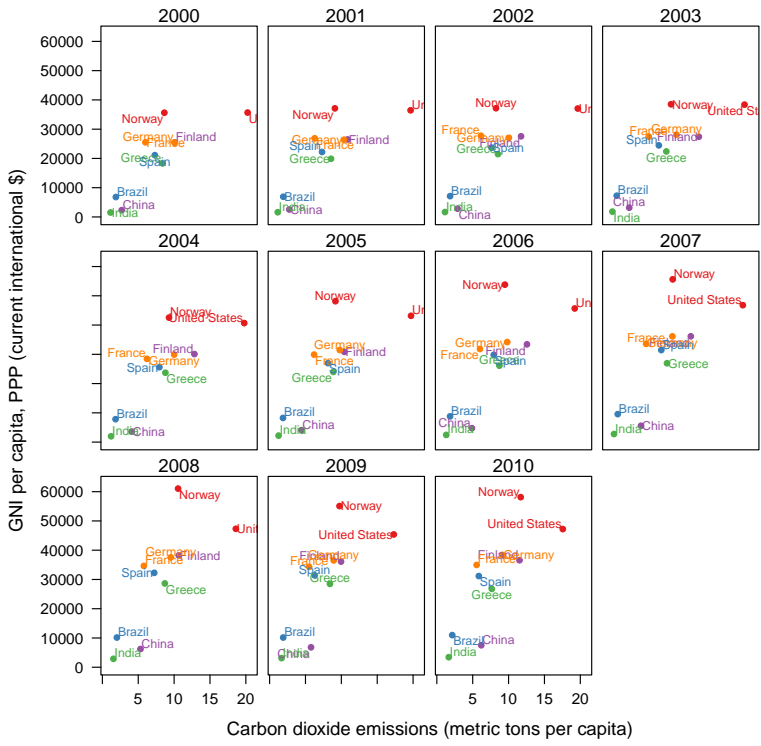 2000 2001 2002 2003
60000
50000
40000
30000
20000
10000
0
Norway U
Germany Finland
France
Greece
Spain
Brazil
China
India
Norway Un
Germany Finland
France
Spain
Greece
Brazil
India China
Norway Un
France Germany
Finland
Greece Spain
Brazil
India China
Norway United St
France Germany
Finland
Spain
Greece
Brazil
China
India
2004 2005 2006 2007
Norway
United States
France Finland
Germany
Spain
Greece
Brazil
India China
Norway Un
Germany
Finland
France
Spain
Greece
Brazil
India China
Norway Un
Germany
France Finland
Spain
Greece
Brazil
China
India
Norway
United States
France
Germany Finland
Spain
Greece
Brazil
China
India
2008 2009 2010
60000
50000
40000
30000
20000
10000
0
Norway
Unit
Germany
Finland
France
Spain
Greece
Brazil
China
India
Norway
United States
Finland Germany
France
Spain
Greece
Brazil
China India
Norway
United States
Finland Germany
France
Spain
Greece
Brazil China
India
5 10 15 20
5 10 15 20
Carbon dioxide emissions (metric tons per capita)
GNI per capita, PPP (current international $)